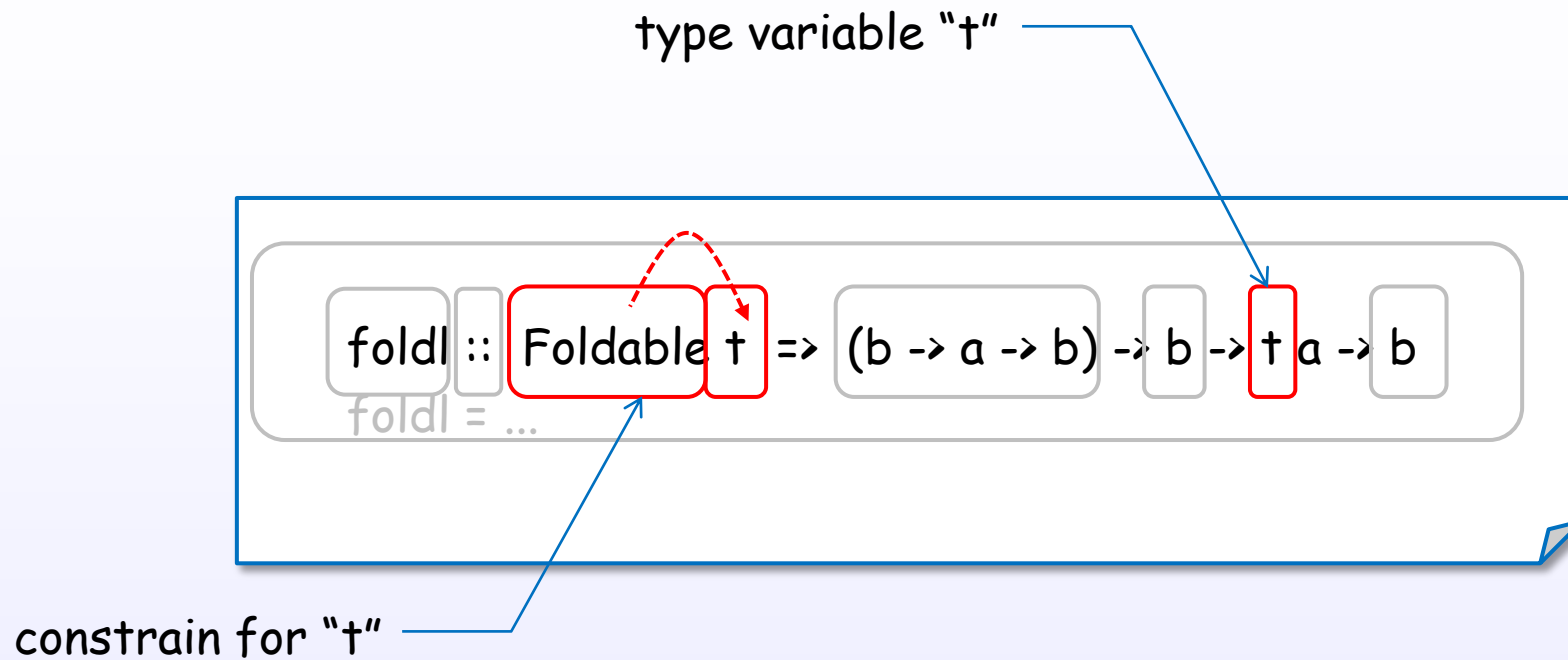 type variable “t”
foldl :: Foldable t => (b -> a -> b) -> b -> t a -> b
foldl = ...
constrain for “t”